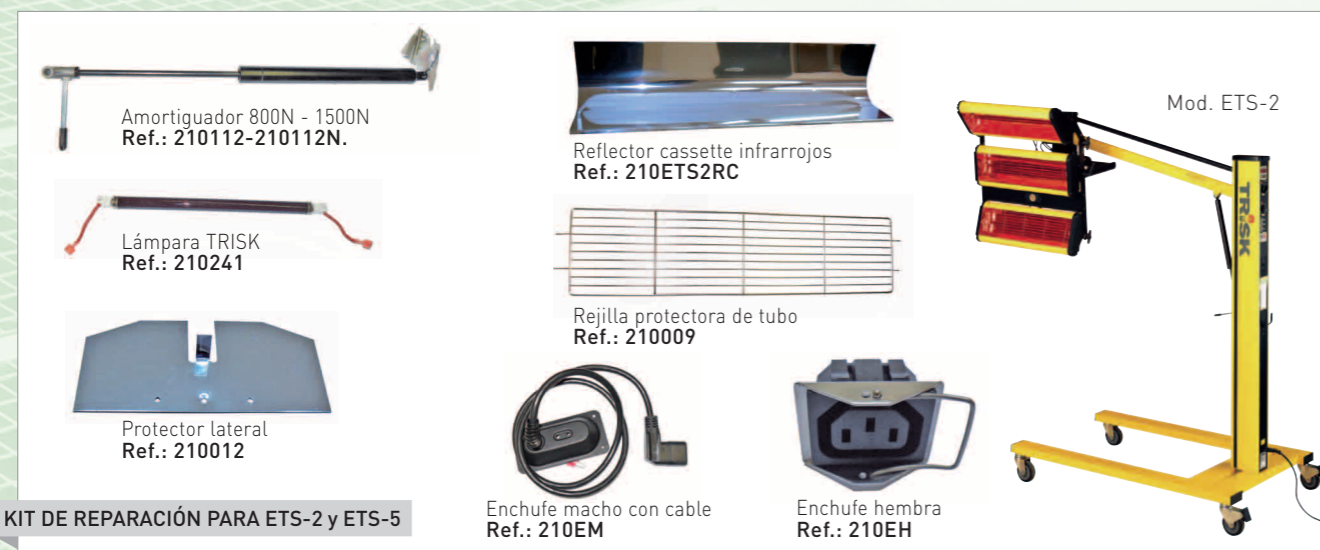 Amortiguador 800N - 1500N
Ref.: 210112-210112N.
Lámpara TRISK
Ref.: 210241
Protector lateral
Ref.: 210012
Reflector cassette infrarrojos
Ref.: 210ETS2RC
Rejilla protectora de tubo
Ref.: 210009
Enchufe macho con cable
Ref.: 210EM
Enchufe hembra
Ref.: 210EH
Mod. ETS-2
TRISK
KIT DE REPARACIÓN PARA ETS-2 y ETS-5